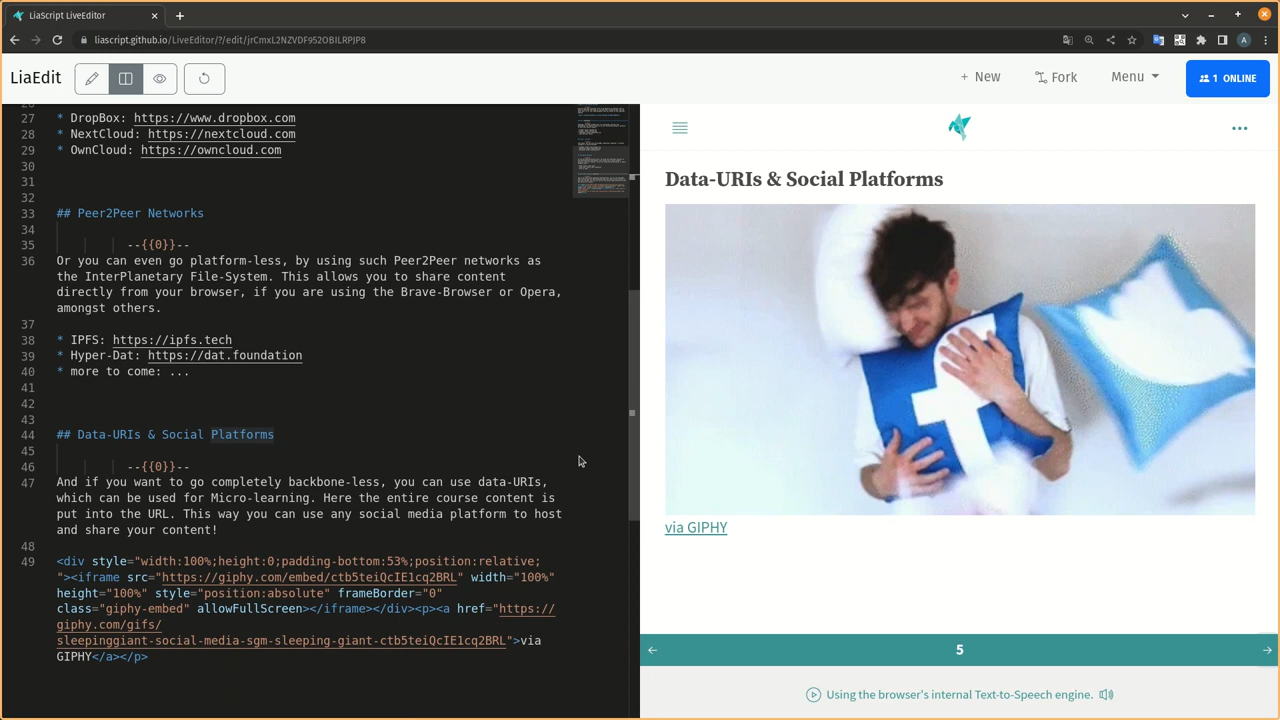 LiaScript LiveEditor
liascript.github.io/LiveEditor/?/edit/jrCmxL2NZVDF952OBILRPJP8
A
LiaEdit
+ New
Fork
Menu
1 ONLINE
27 * DropBox: https://www.dropbox.com
28 * NextCloud: https://nextcloud.com
29 * OwnCloud: https://owncloud.com
30
31
32
33 ## Peer2Peer Networks
34
35 --{{0}}--
36 Or you can even go platform-less, by using such Peer2Peer networks as
the InterPlanetary File-System. This allows you to share content
directly from your browser, if you are using the Brave-Browser or Opera,
amongst others.
37
38 * IPFS: https://ipfs.tech
39 * Hyper-Dat: https://dat.foundation
40 * more to come: ...
41
42
43
44 ## Data-URIs & Social Platforms
45
46 --{{0}}--
47 And if you want to go completely backbone-less, you can use data-URIs,
which can be used for Micro-learning. Here the entire course content is
put into the URL. This way you can use any social media platform to host
and share your content!
48
49 <div style="width:100%;height:0;padding-bottom:53%;position:relative;
"><iframe src="https://giphy.com/embed/ctb5teiQcIE1cq2BRL" width="100%"
height="100%" style="position:absolute" frameBorder="0"
class="giphy-embed" allowFullScreen></iframe></div><p><a href="https://
giphy.com/gifs/
sleepinggiant-social-media-sgm-sleeping-giant-ctb5teiQcIE1cq2BRL">via
GIPHY</a></p>
Data-URIs & Social Platforms
via GIPHY
5
Using the browser's internal Text-to-Speech engine.